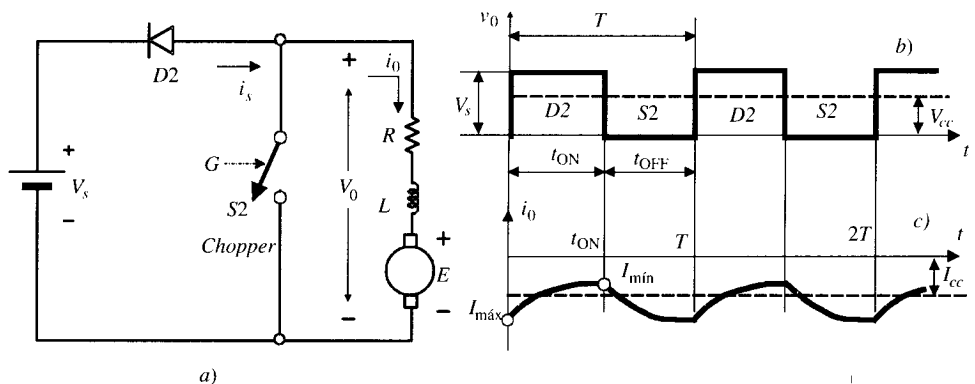 D2
i_s
G
S2
Chopper
+
V_s
−
+
V_0
−
i_0
R
L
+
E
−
a)
v_0
T
b)
V_s
D2
S2
D2
S2
V_cc
t
t_ON
t_OFF
i_0
c)
t_ON
T
2T
t
I_mín
I_cc
I_máx